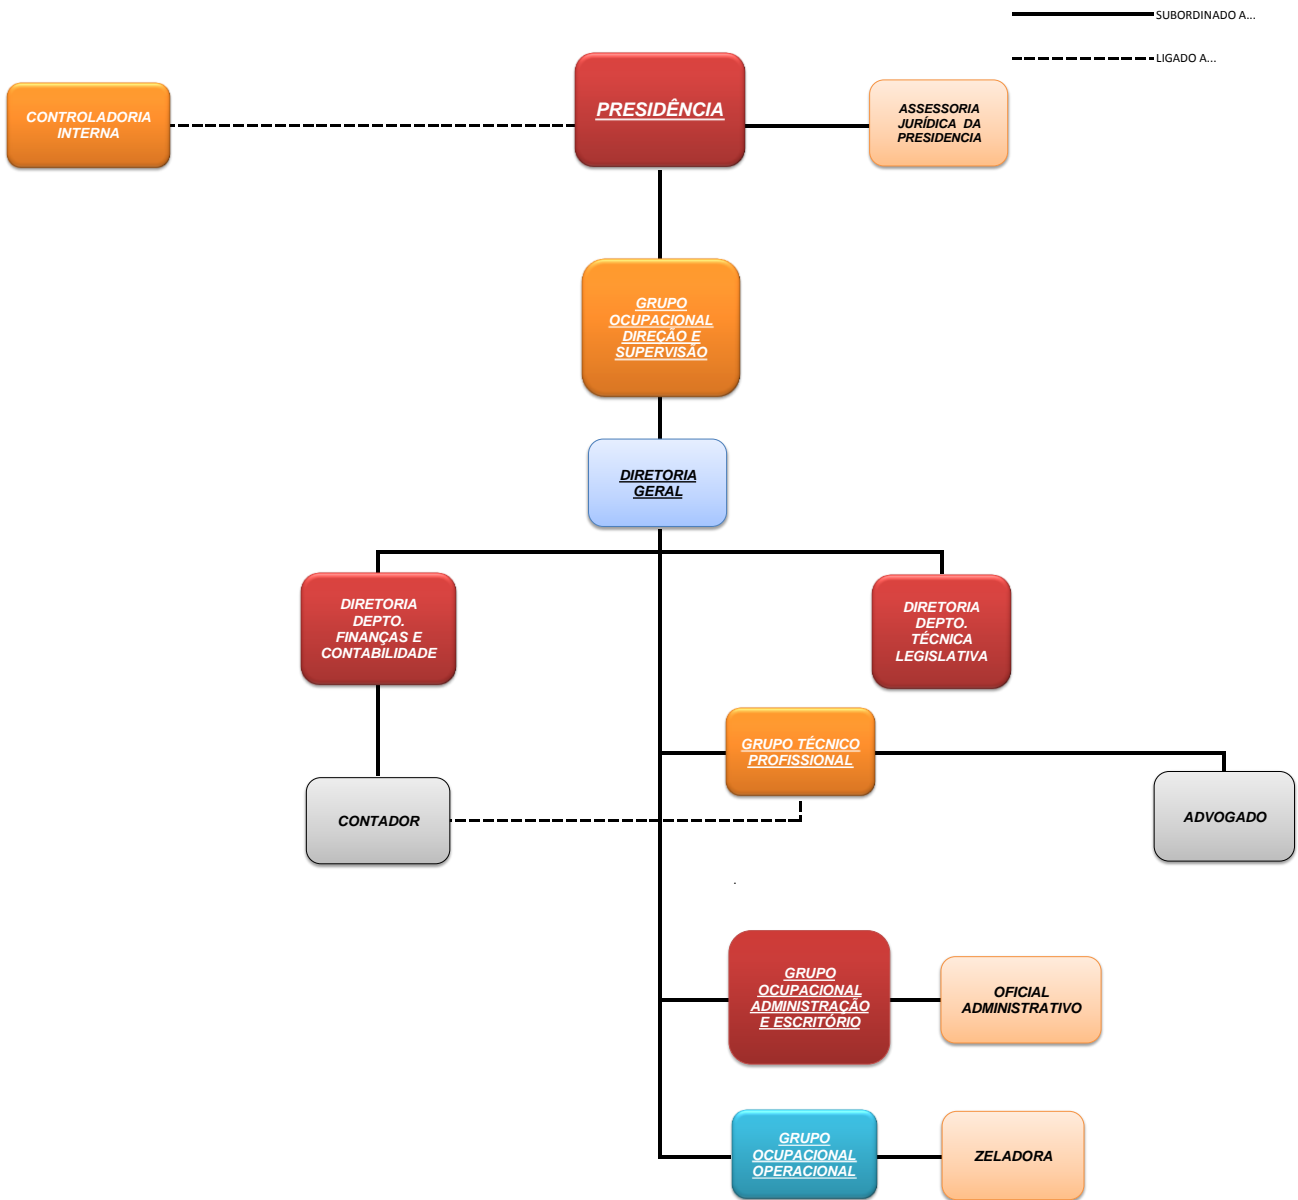 SUBORDINADO A...
LIGADO A...
CONTROLADORIA
INTERNA
PRESIDÊNCIA
ASSESSORIA
JURÍDICA DA
PRESIDENCIA
GRUPO
OCUPACIONAL
DIREÇÃO E
SUPERVISÃO
DIRETORIA
GERAL
DIRETORIA
DEPTO.
FINANÇAS E
CONTABILIDADE
DIRETORIA
DEPTO.
TÉCNICA
LEGISLATIVA
GRUPO TÉCNICO
PROFISSIONAL
CONTADOR
ADVOGADO
.
GRUPO
OCUPACIONAL
ADMINISTRAÇÃO
E ESCRITÓRIO
OFICIAL
ADMINISTRATIVO
GRUPO
OCUPACIONAL
OPERACIONAL
ZELADORA